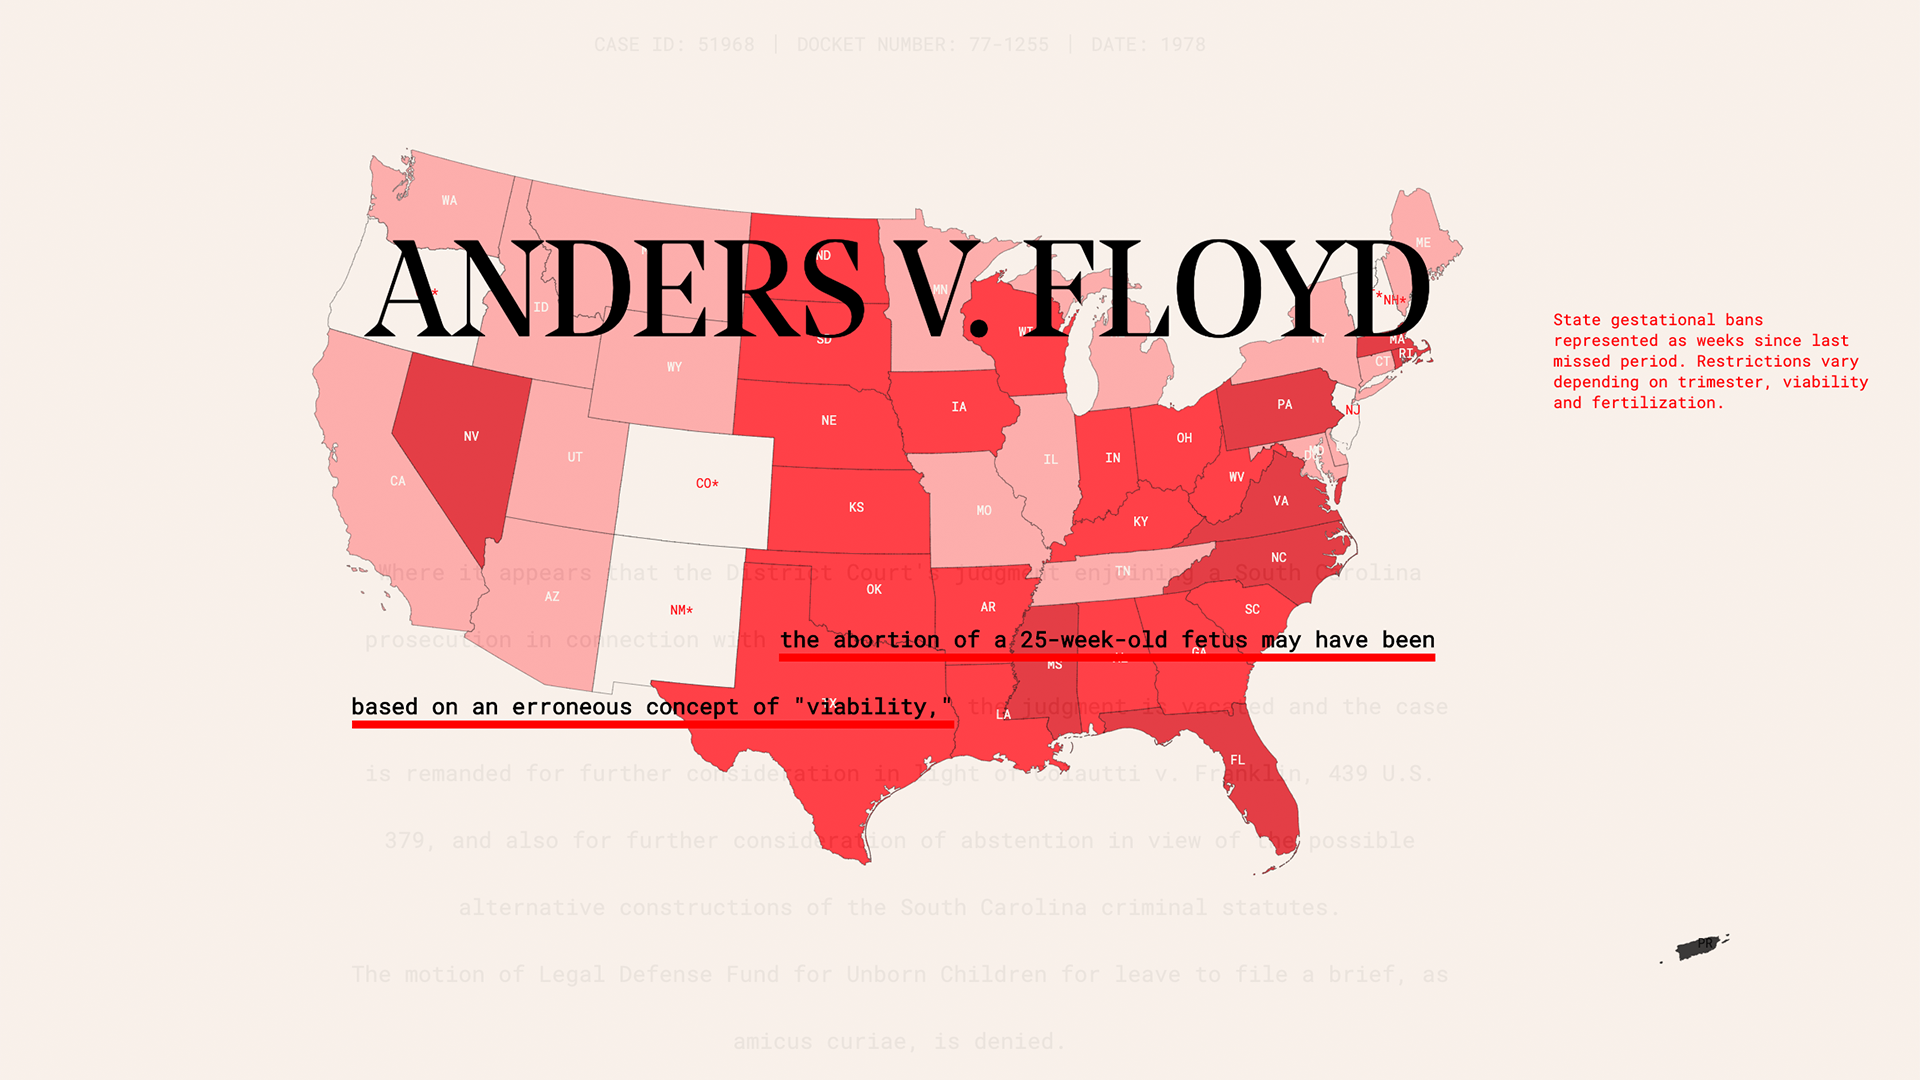 CASE ID: 51968 | DOCKET NUMBER: 77-1255 | DATE: 1978
ANDERS V. FLOYD
WA
ND
ME
ID
MN
*NH*
*
WI
SD
NY
MA
RI
CT
WY
IA
NE
PA
NJ
NV
UT
CA
CO*
IL
IN
OH
WV
MD
KS
MO
KY
VA
NC
AZ
NM*
OK
AR
TN
SC
MS
AL
GA
TX
LA
FL
PR
State gestational bans
represented as weeks since last
missed period. Restrictions vary
depending on trimester, viability
and fertilization.
Where it appears that the District Court's judgment enjoining a South Carolina
prosecution in connection with the abortion of a 25-week-old fetus may have been
based on an erroneous concept of "viability," the judgment is vacated and the case
is remanded for further consideration in light of Colautti v. Franklin, 439 U.S.
379, and also for further consideration of abstention in view of the possible
alternative constructions of the South Carolina criminal statutes.
The motion of Legal Defense Fund for Unborn Children for leave to file a brief, as
amicus curiae, is denied.